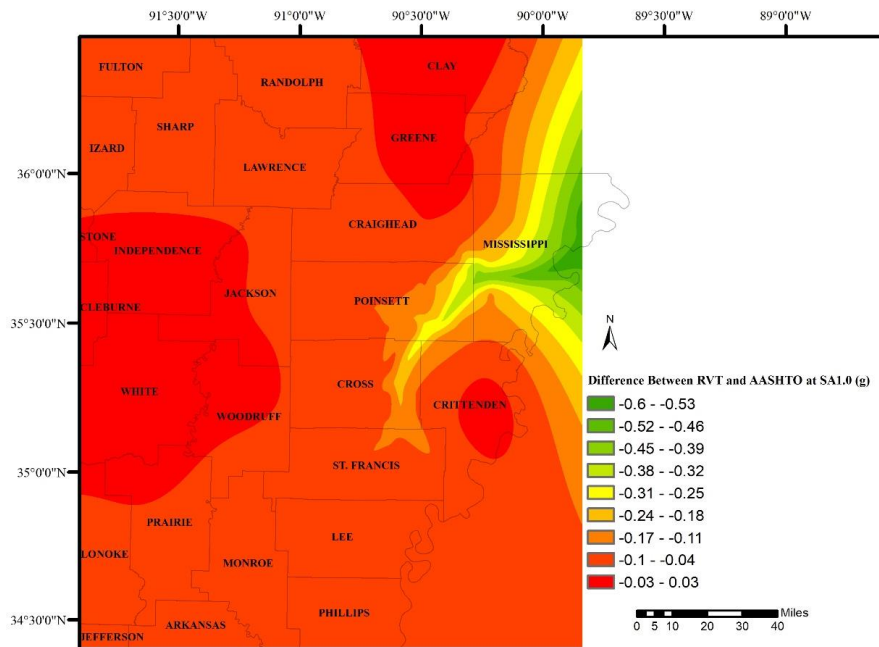 91°30'0"W 91°00'0"W 90°30'0"W 90°00'0"W 89°30'0"W 89°0'0"W
FULTON
RANDOLPH
CLAY
SHARP
IZARD
GREENE
LAWRENCE
36°0'0"N
CRAIGHEAD
STONE
INDEPENDENCE
MISSISSIPPI
JACKSON
POINSETT
CLEBURNE
35°30'0"N
N
WHITE
CROSS
CRITTENDEN
WOODRUFF
Difference Between RVT and AASHTO at SA1.0 (g)
-0.6 - -0.53
-0.52 - -0.46
-0.45 - -0.39
-0.38 - -0.32
-0.31 - -0.25
-0.24 - -0.18
-0.17 - -0.11
-0.1 - -0.04
-0.03 - 0.03
35°0'0"N
ST. FRANCIS
PRAIRIE
LEE
LONOKE
MONROE
34°30'0"N
PHILLIPS
ARKANSAS
JEFFERSON
Miles
0 5 10 20 30 40